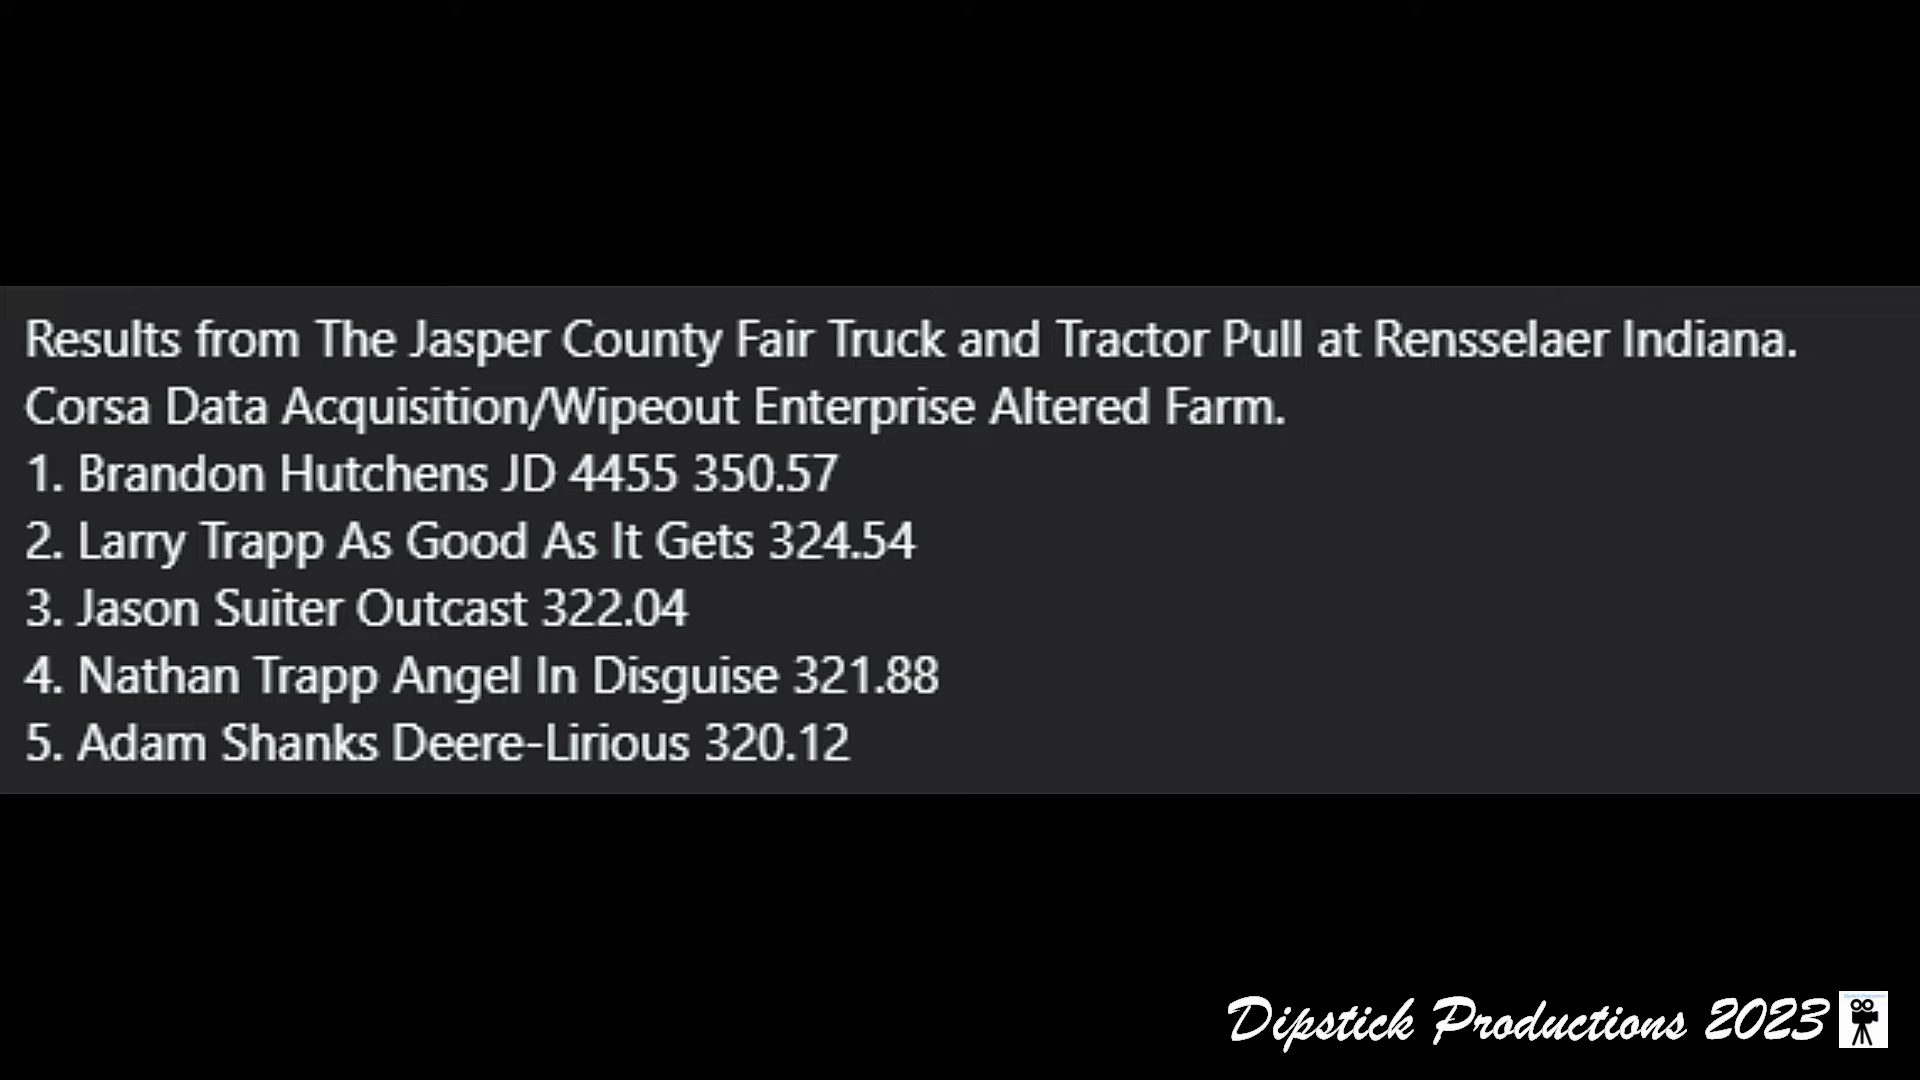 Results from The Jasper County Fair Truck and Tractor Pull at Rensselaer Indiana.
Corsa Data Acquisition/Wipeout Enterprise Altered Farm.
1. Brandon Hutchens JD 4455 350.57
2. Larry Trapp As Good As It Gets 324.54
3. Jason Suiter Outcast 322.04
4. Nathan Trapp Angel In Disguise 321.88
5. Adam Shanks Deere-Lirious 320.12
Dipstick Productions 2023